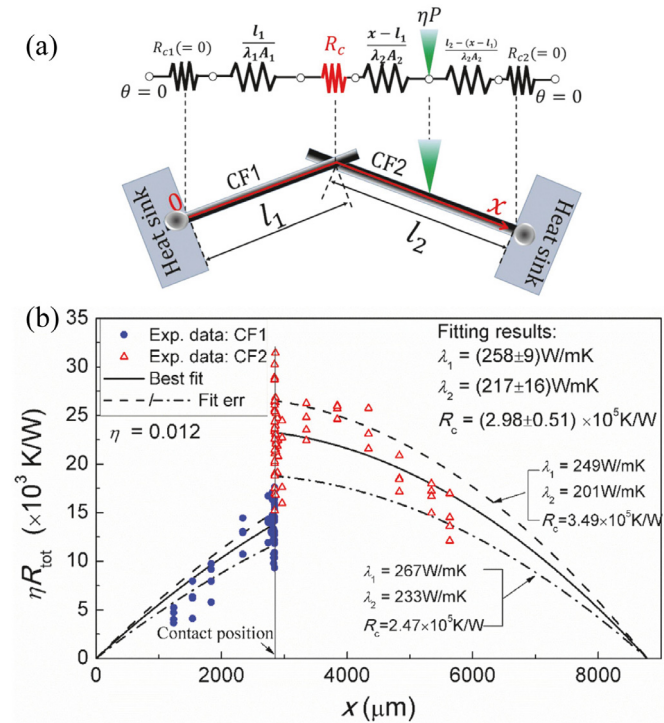 (a)
ηP
R_c1(=0)
l_1/λ_1A_1
R_c
x − l_1/λ_2A_2
l_2−(x−l_1)/λ_2A_2
R_c2(=0)
θ = 0
θ = 0
CF1
CF2
0
x
Heat sink
Heat sink
l_1
l_2
(b)
35
30
25
20
15
10
5
0
ηR_tot (×10^3 K/W)
Exp. data: CF1
Exp. data: CF2
Best fit
Fit err
η = 0.012
Fitting results:
λ_1 = (258±9)W/mK
λ_2 = (217±16)W/mK
R_c = (2.98±0.51) ×10^5K/W
λ_1 = 249W/mK
λ_2 = 201W/mK
R_c=3.49×10^5K/W
λ_1 = 267W/mK
λ_2 = 233W/mK
R_c=2.47×10^5K/W
Contact position
0 2000 4000 6000 8000
x (μm)